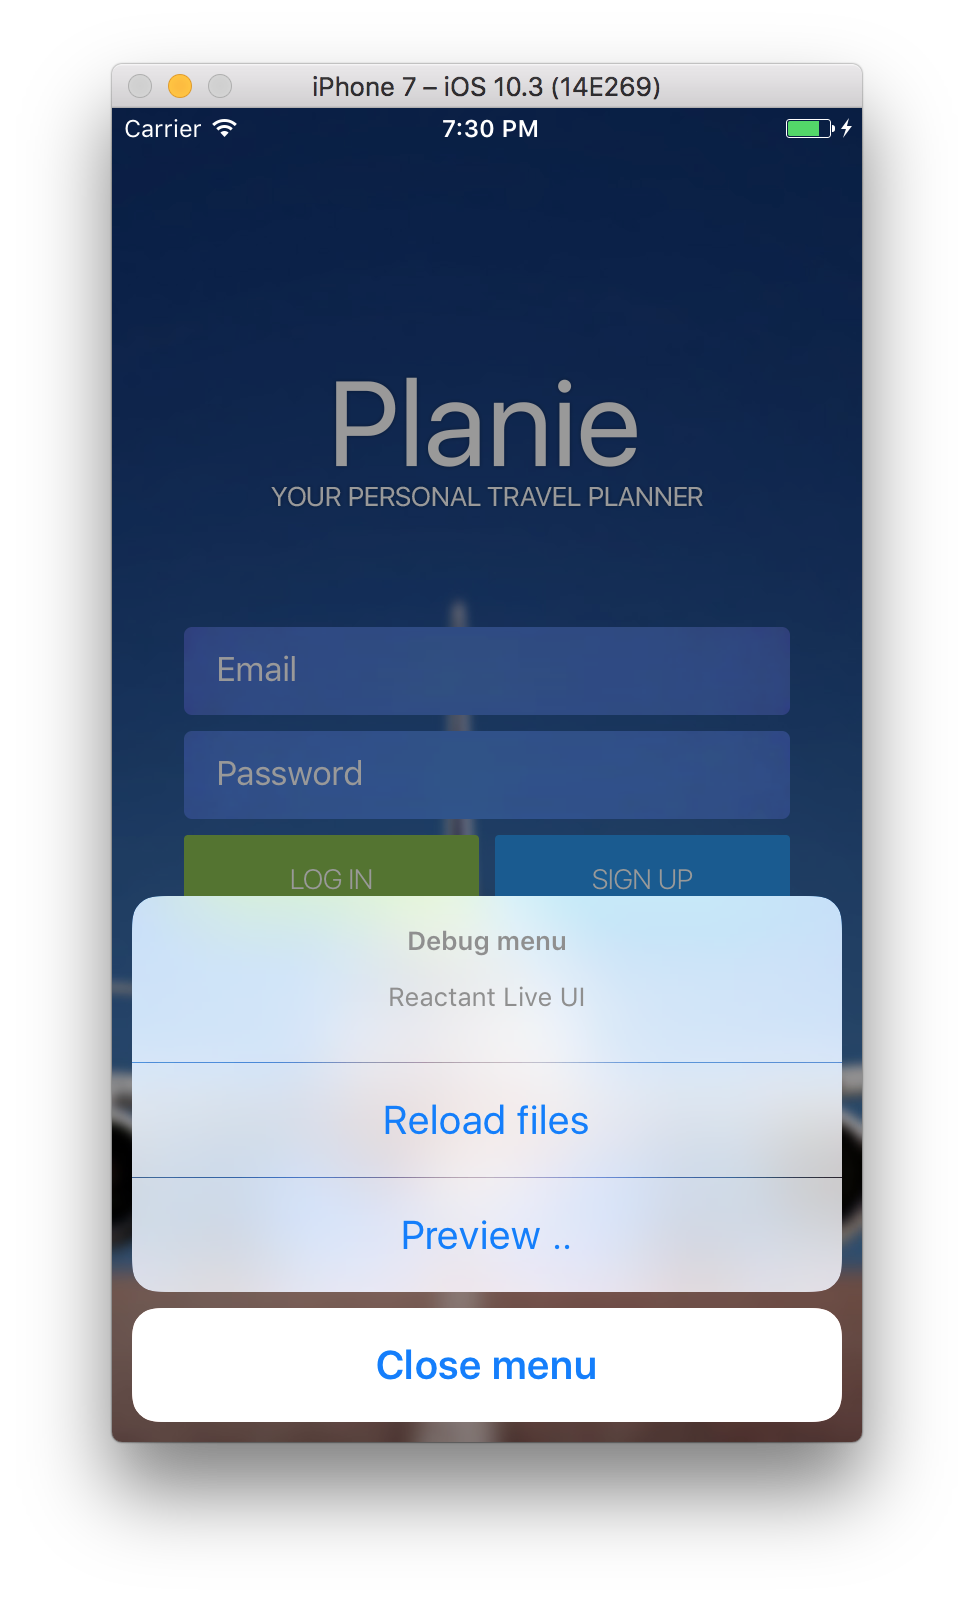 iPhone 7 – iOS 10.3 (14E269)
Carrier 7:30 PM
Planie
YOUR PERSONAL TRAVEL PLANNER
Email
Password
LOG IN SIGN UP
Debug menu
Reactant Live UI
Reload files
Preview ..
Close menu